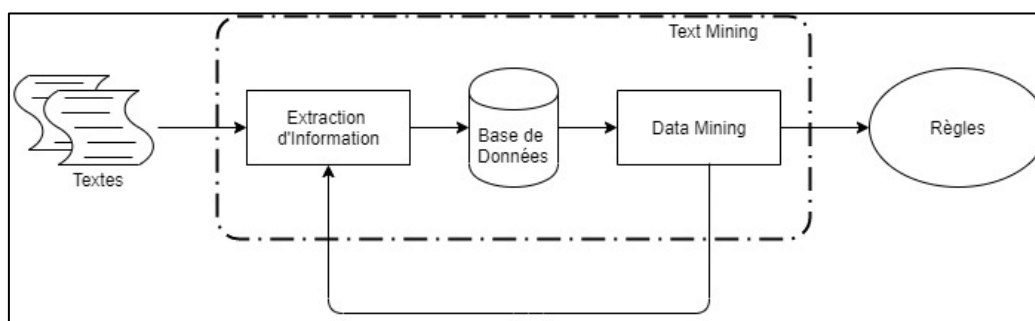 Text Mining
Extraction
d'Information
Base de
Données
Data Mining
Règles
Textes